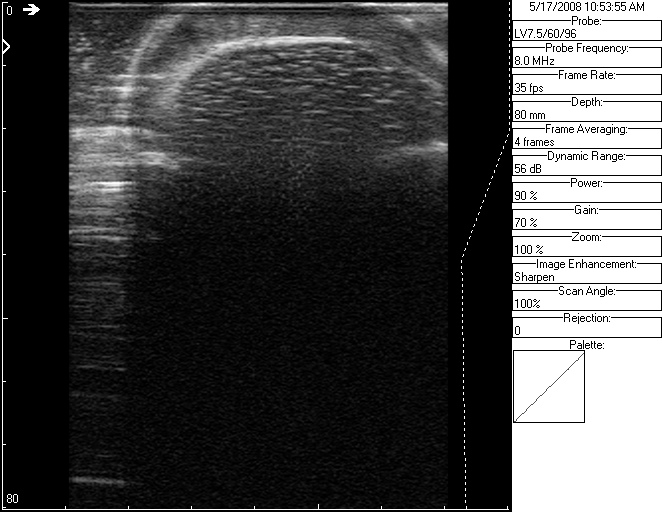 0
80
5/17/2008 10:53:55 AM
Probe:
LV7.5/60/96
Probe Frequency:
8.0 MHz
Frame Rate:
35 fps
Depth:
80 mm
Frame Averaging:
4 frames
Dynamic Range:
56 dB
Power:
90 %
Gain:
70 %
Zoom:
100 %
Image Enhancement:
Sharpen
Scan Angle:
100%
Rejection:
0
Palette: